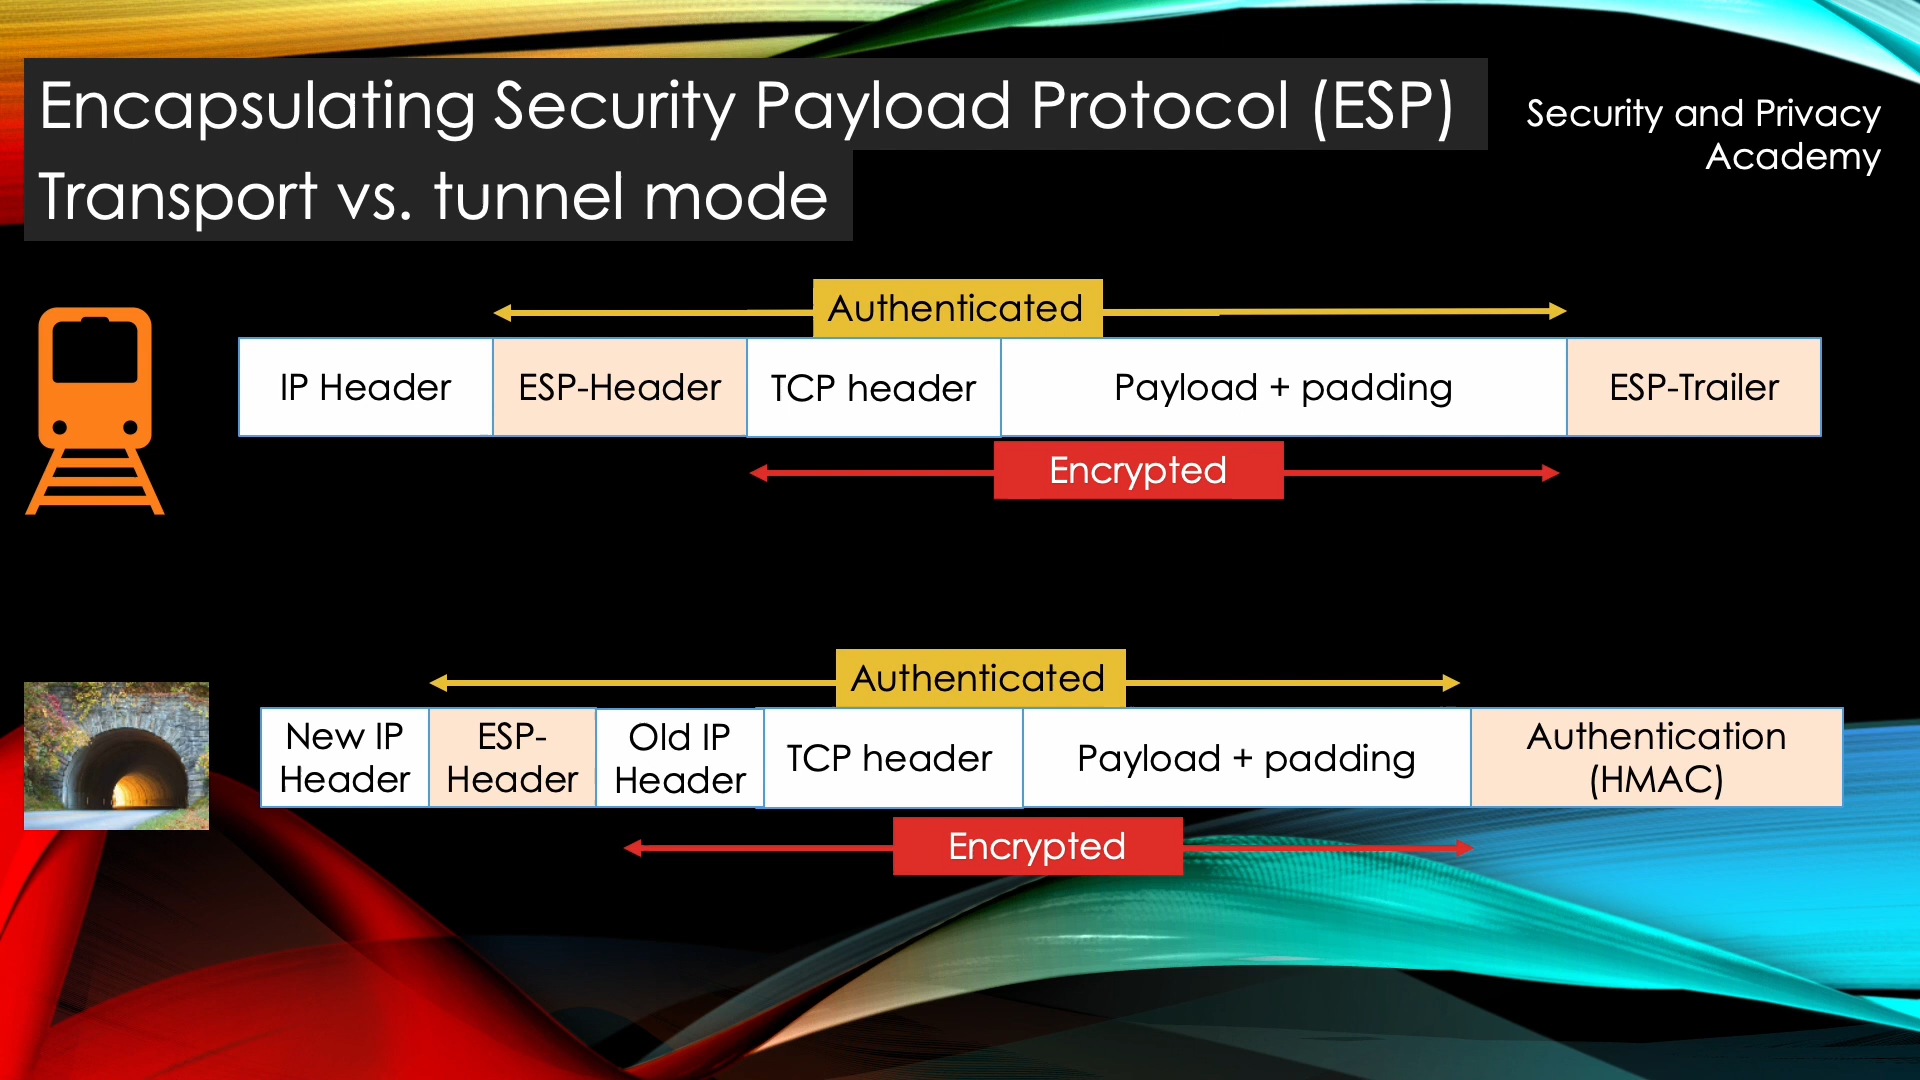 Encapsulating Security Payload Protocol (ESP)
Transport vs. tunnel mode
Security and Privacy
Academy
Authenticated
IP Header
ESP-Header
TCP header
Payload + padding
ESP-Trailer
Encrypted
Authenticated
New IP
Header
ESP-
Header
Old IP
Header
TCP header
Payload + padding
Authentication
(HMAC)
Encrypted